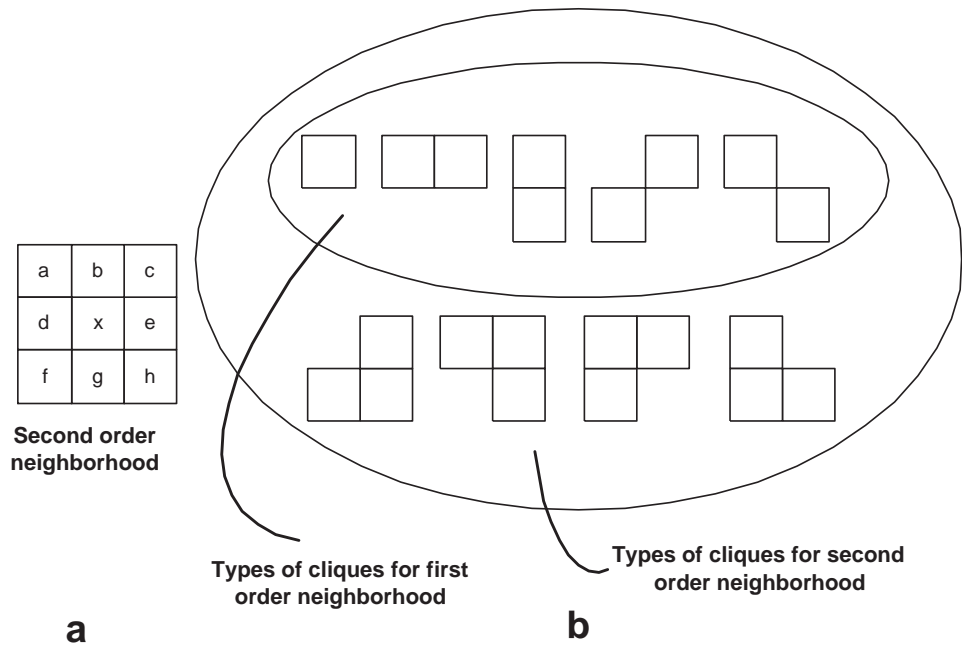 a b c
d x e
f g h
Second order
neighborhood
Types of cliques for first
order neighborhood
Types of cliques for second
order neighborhood
a
b